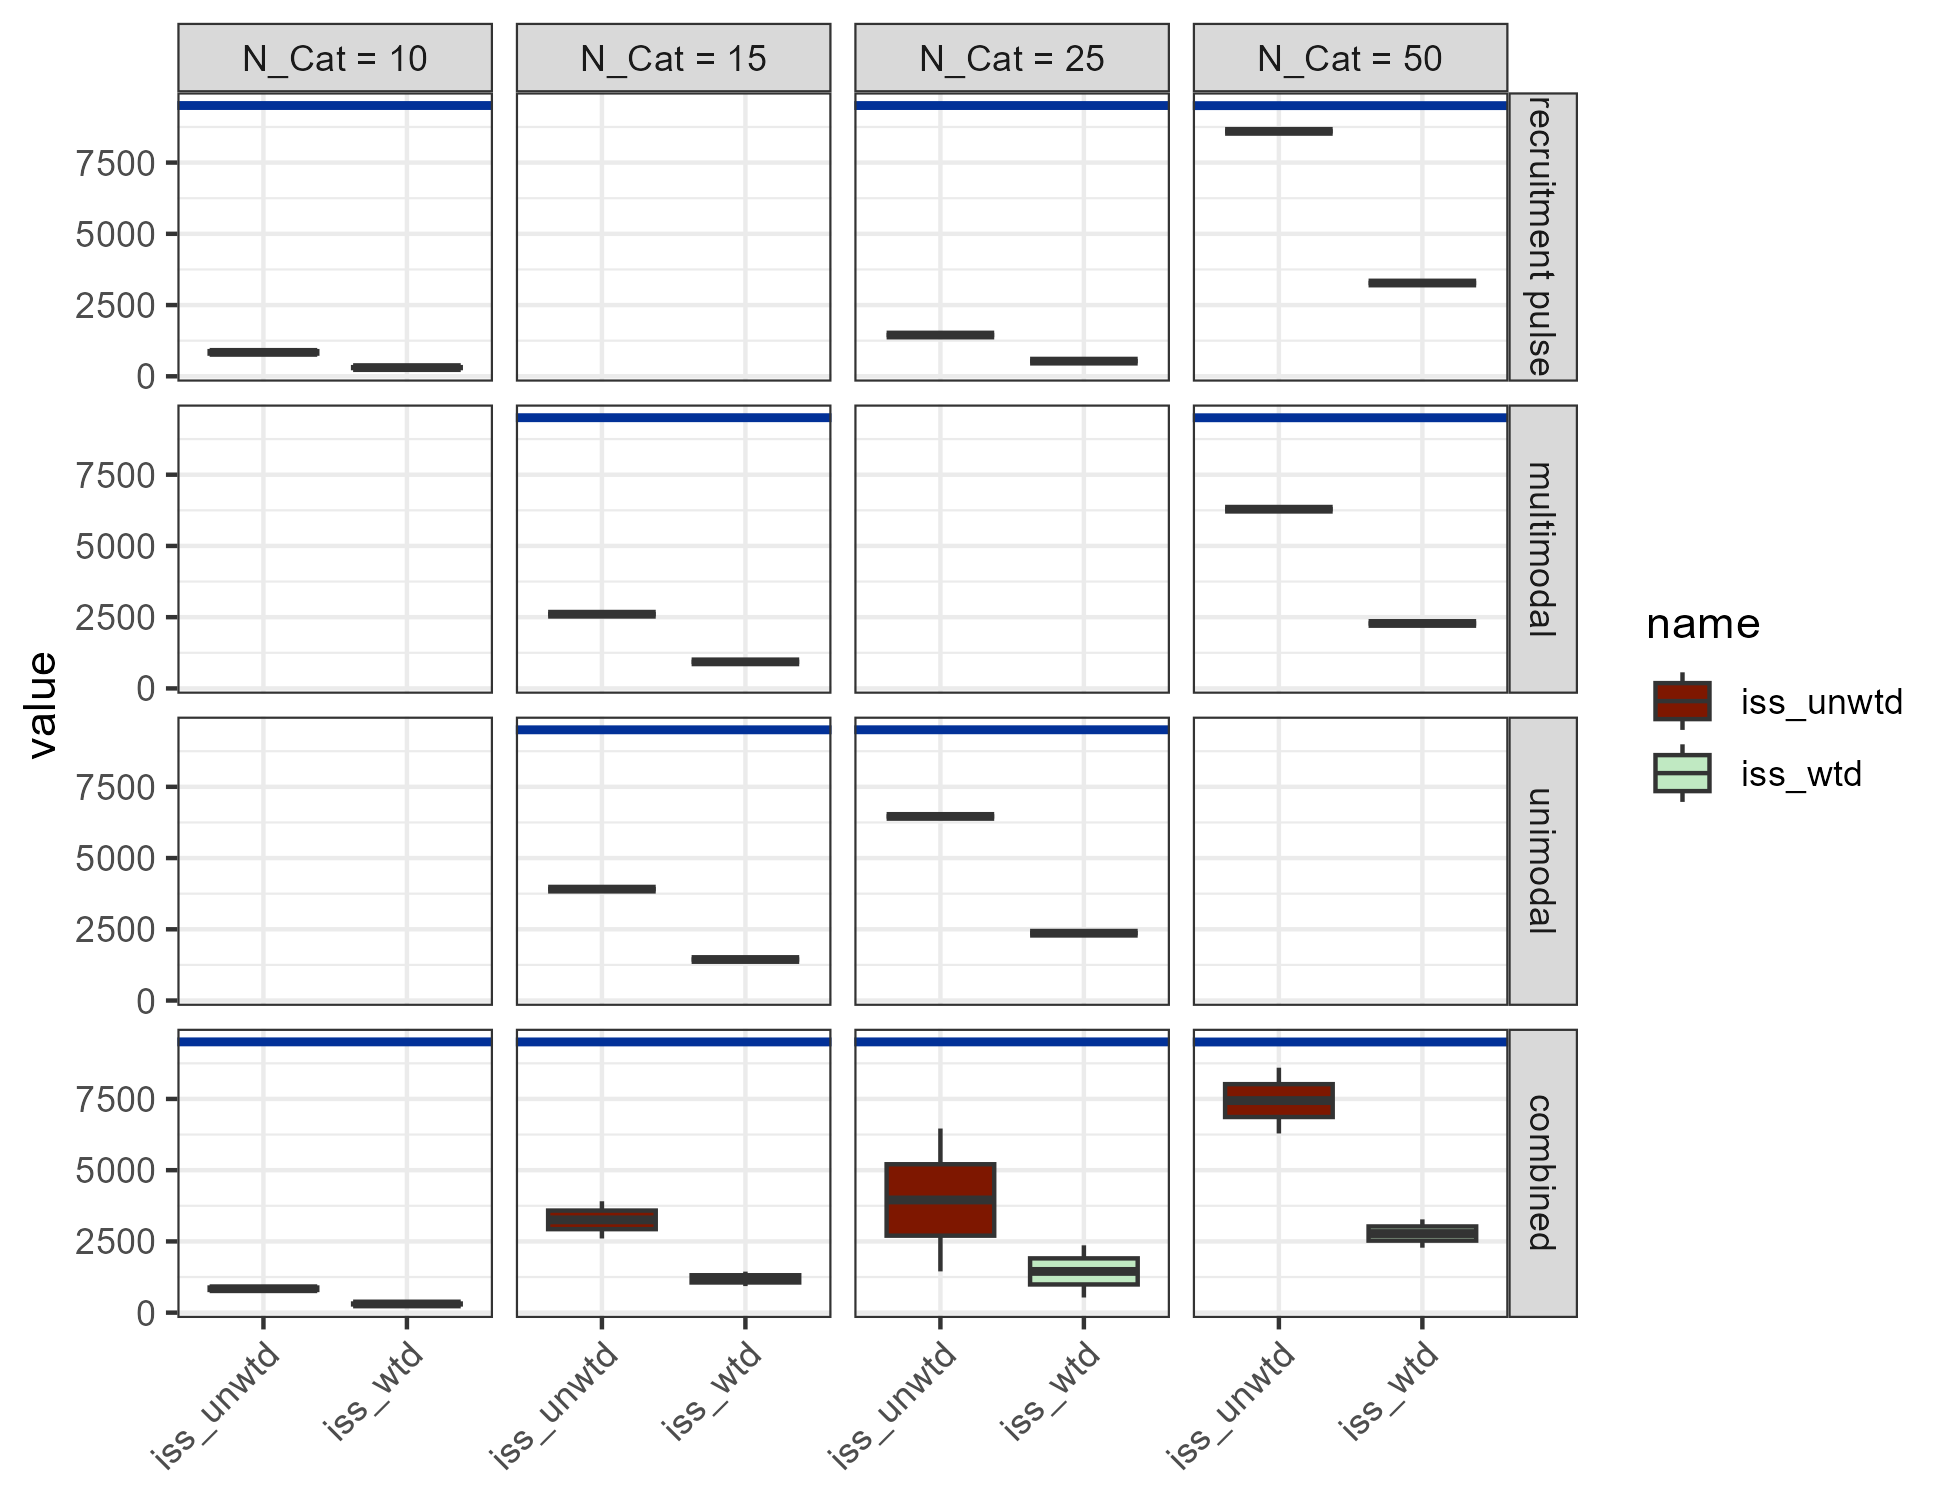 N_Cat = 10
N_Cat = 15
N_Cat = 25
N_Cat = 50
7500
5000
2500
0
recruitment pulse
7500
5000
2500
0
multimodal
7500
5000
2500
0
unimodal
7500
5000
2500
0
combined
value
iss_unwtd
iss_wtd
iss_unwtd
iss_wtd
iss_unwtd
iss_wtd
iss_unwtd
iss_wtd
name
iss_unwtd
iss_wtd